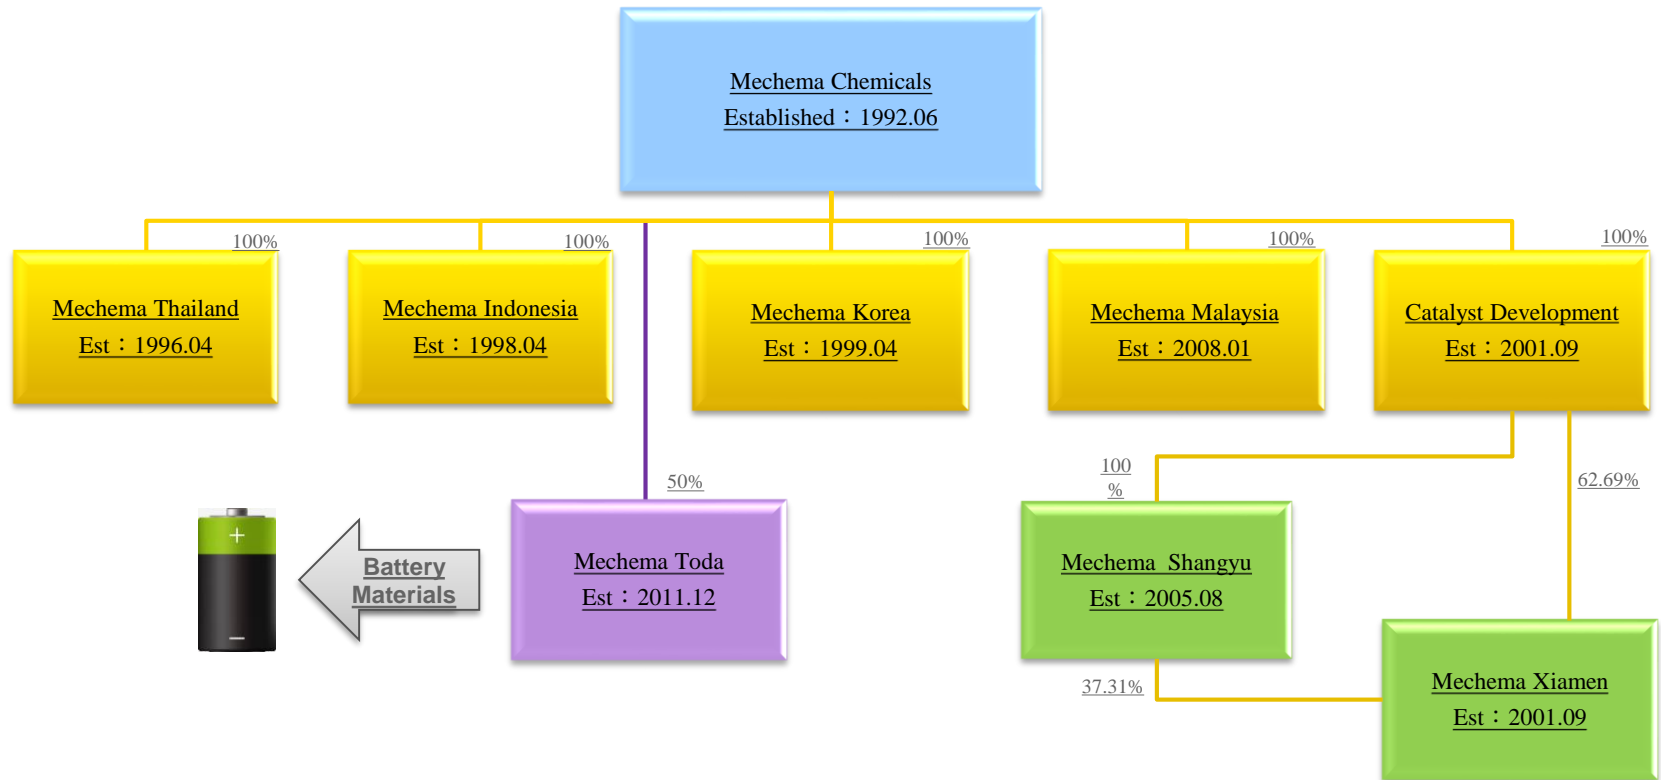 Mechema Chemicals
Established：1992.06
100%
100%
100%
100%
100%
Mechema Thailand
Est：1996.04
Mechema Indonesia
Est：1998.04
Mechema Korea
Est：1999.04
Mechema Malaysia
Est：2008.01
Catalyst Development
Est：2001.09
50%
100
%
62.69%
+
−
Battery
Materials
Mechema Toda
Est：2011.12
Mechema  Shangyu
Est：2005.08
37.31%
Mechema Xiamen
Est：2001.09